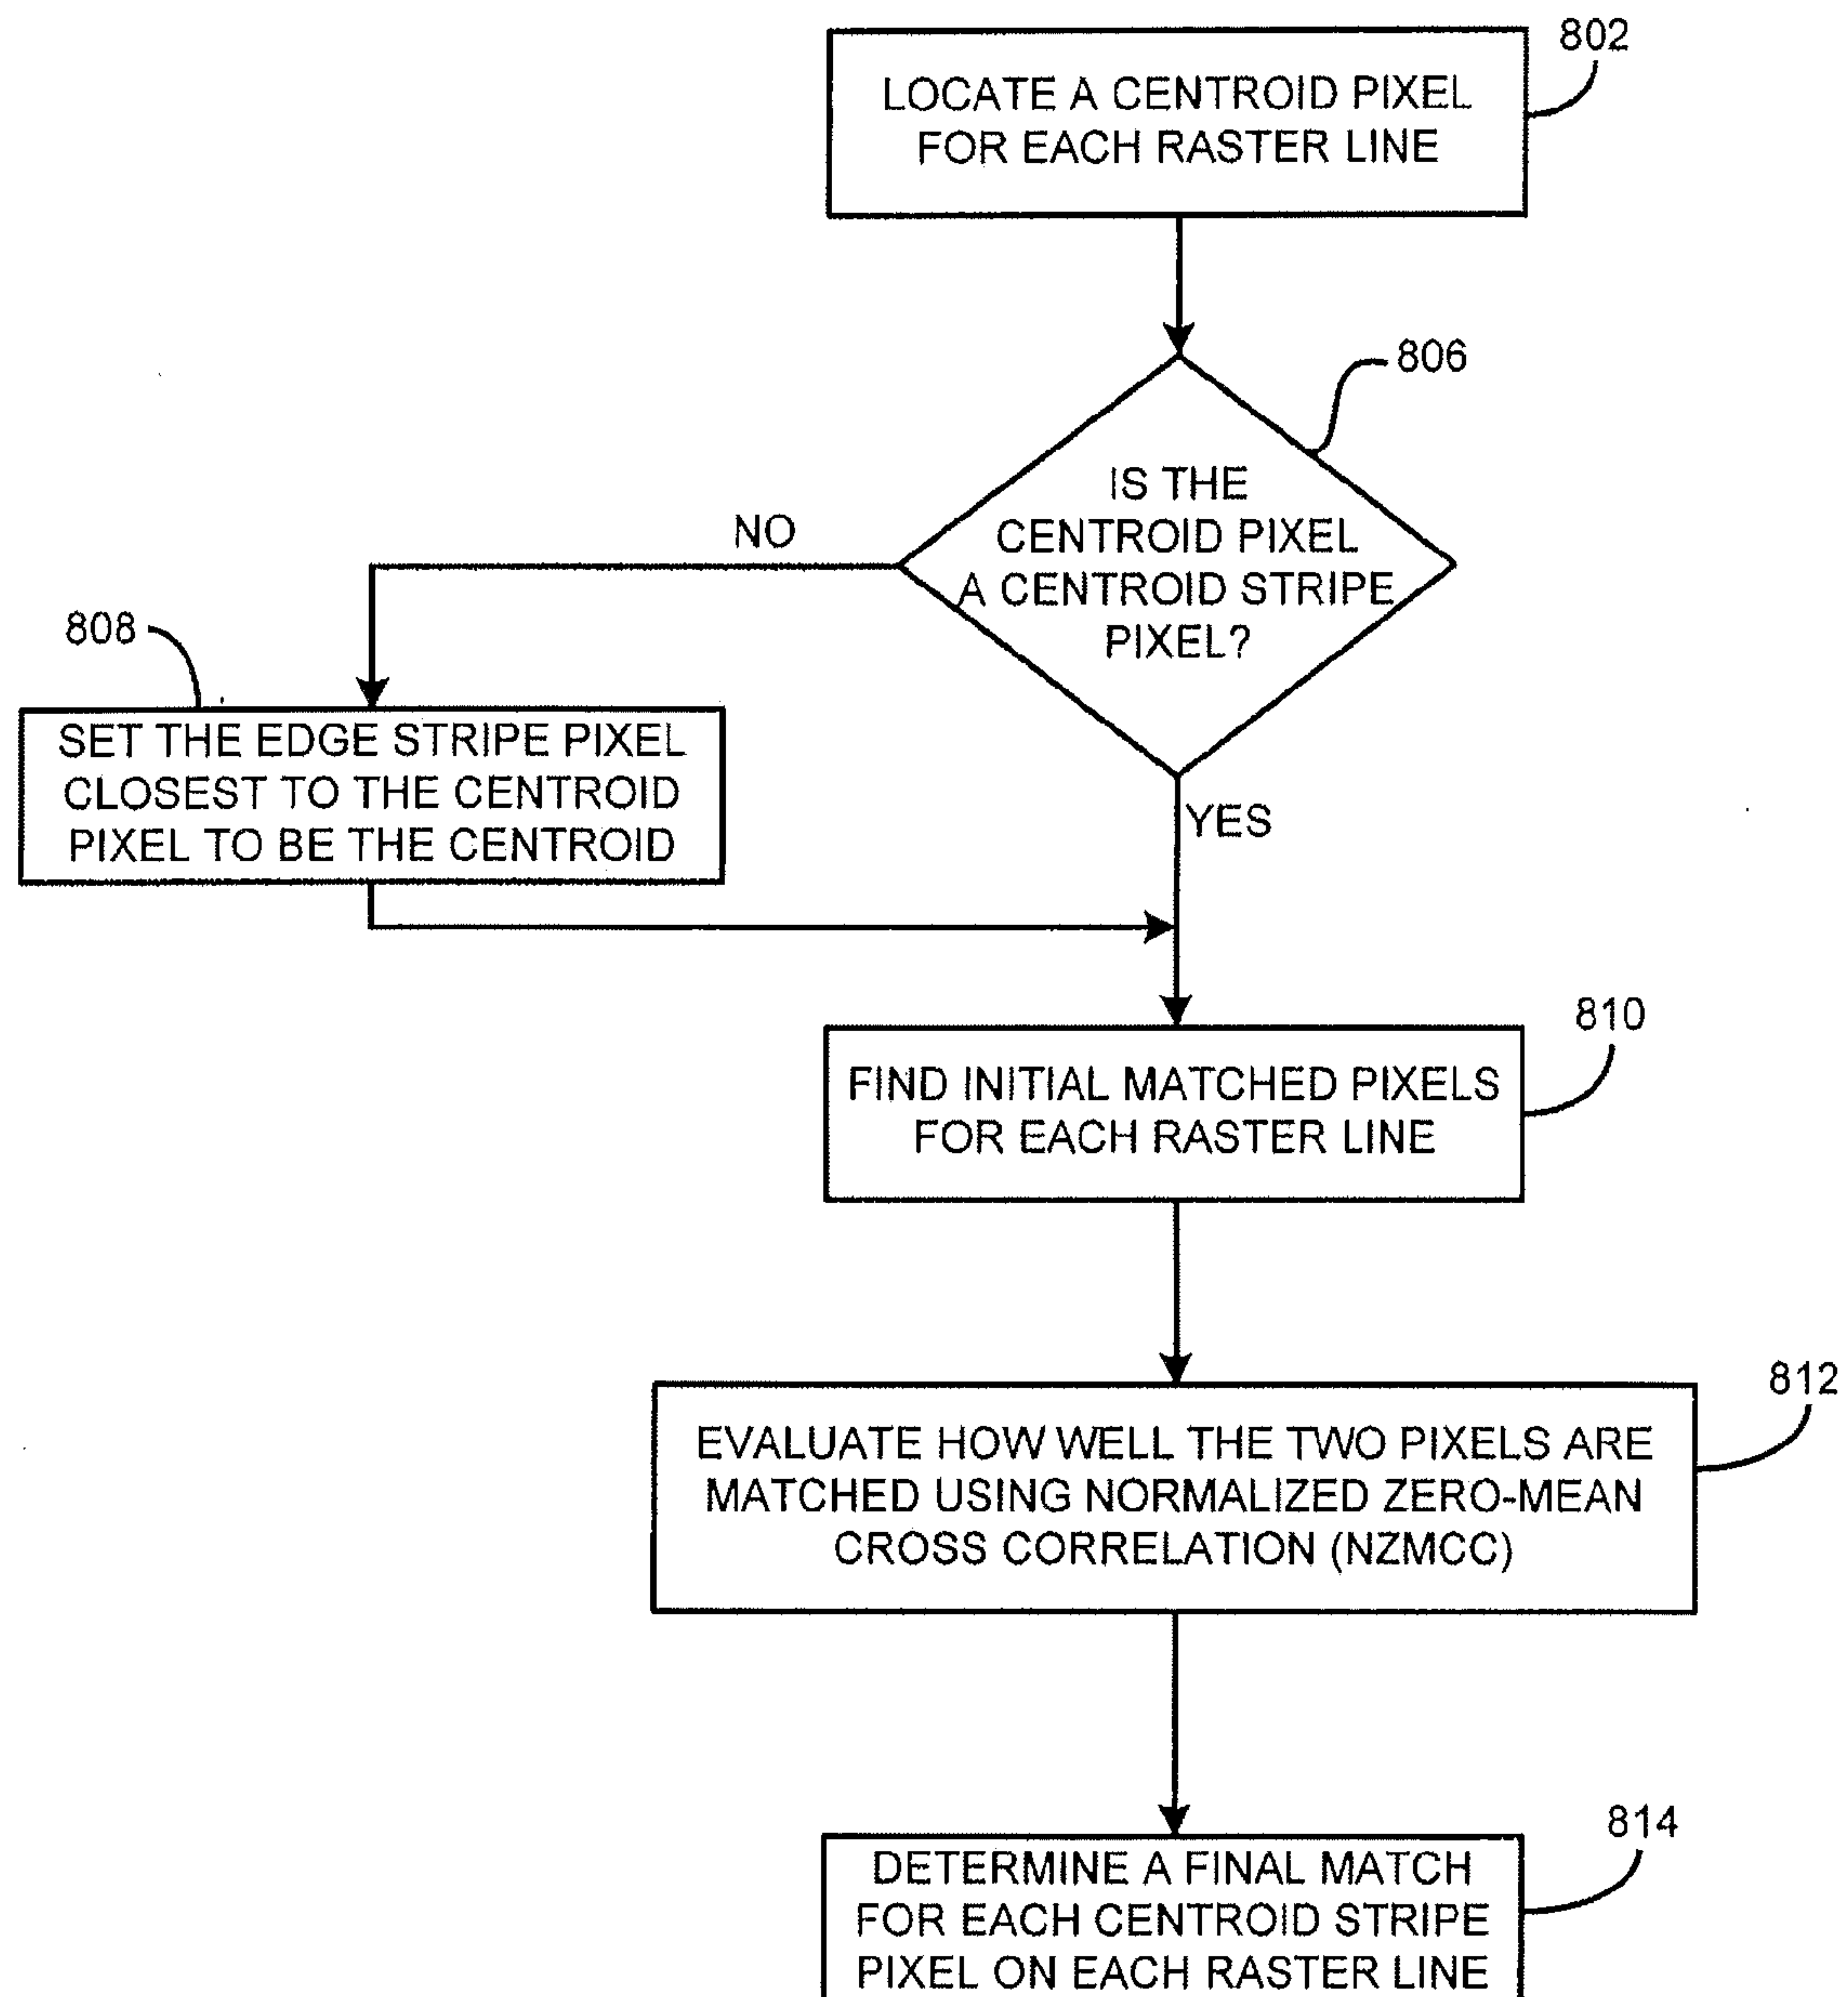 802
LOCATE A CENTROID PIXEL
FOR EACH RASTER LINE
806
IS THE
CENTROID PIXEL
A CENTROID STRIPE
PIXEL?
NO
YES
808
SET THE EDGE STRIPE PIXEL
CLOSEST TO THE CENTROID
PIXEL TO BE THE CENTROID
810
FIND INITIAL MATCHED PIXELS
FOR EACH RASTER LINE
812
EVALUATE HOW WELL THE TWO PIXELS ARE
MATCHED USING NORMALIZED ZERO-MEAN
CROSS CORRELATION (NZMCC)
814
DETERMINE A FINAL MATCH
FOR EACH CENTROID STRIPE
PIXEL ON EACH RASTER LINE